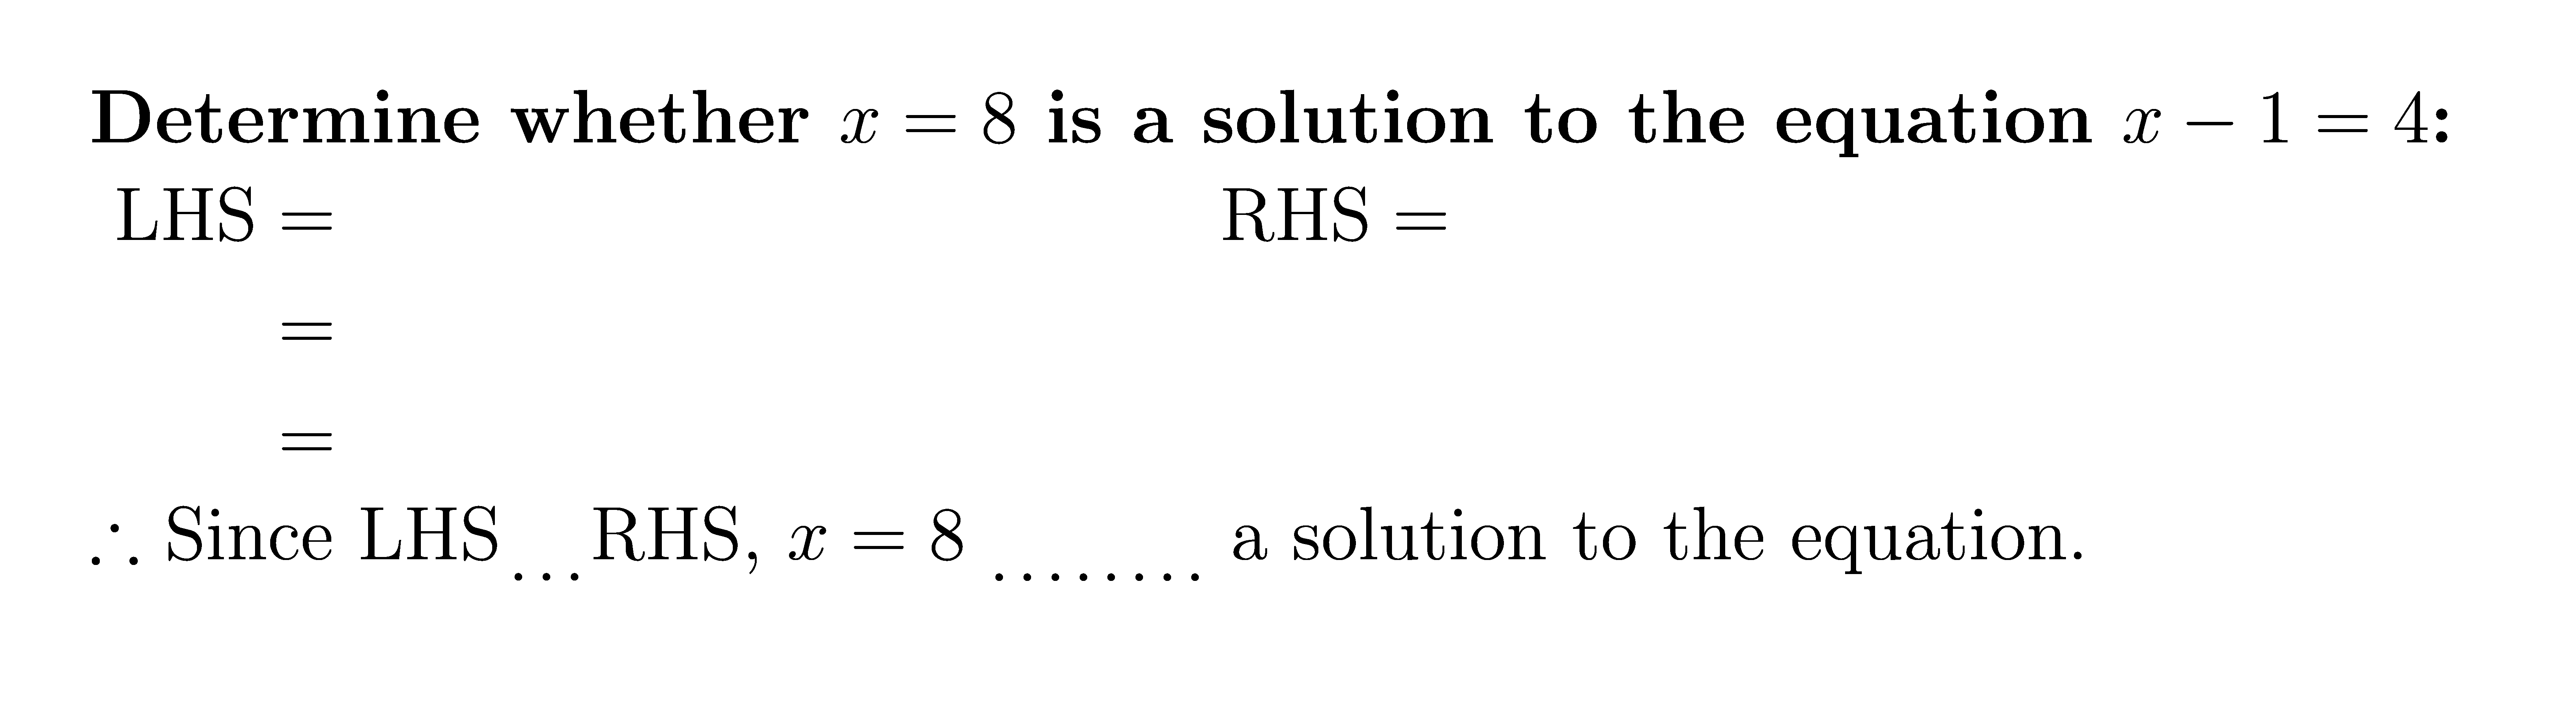 Determine whether x = 8 is a solution to the equation x − 1 = 4:
LHS = RHS =
=
=
∴ Since LHS ... RHS, x = 8 ........ a solution to the equation.